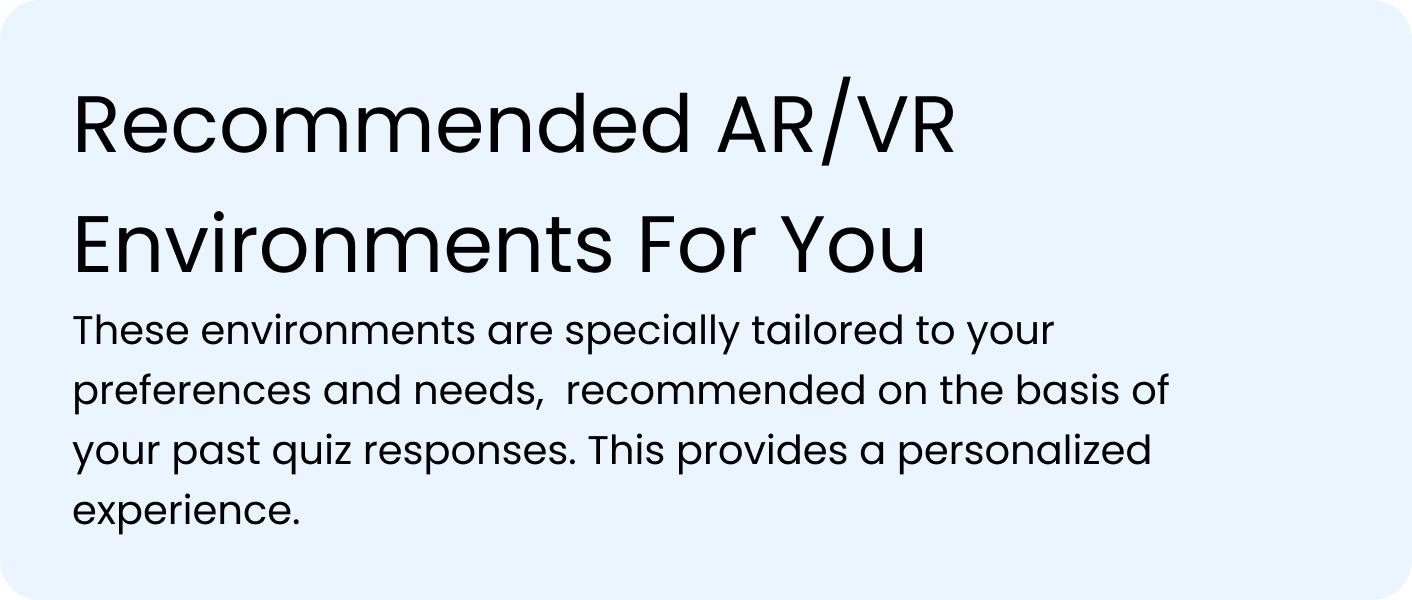 Recommended AR/VR
Environments For You
These environments are specially tailored to your
preferences and needs,  recommended on the basis of
your past quiz responses. This provides a personalized
experience.